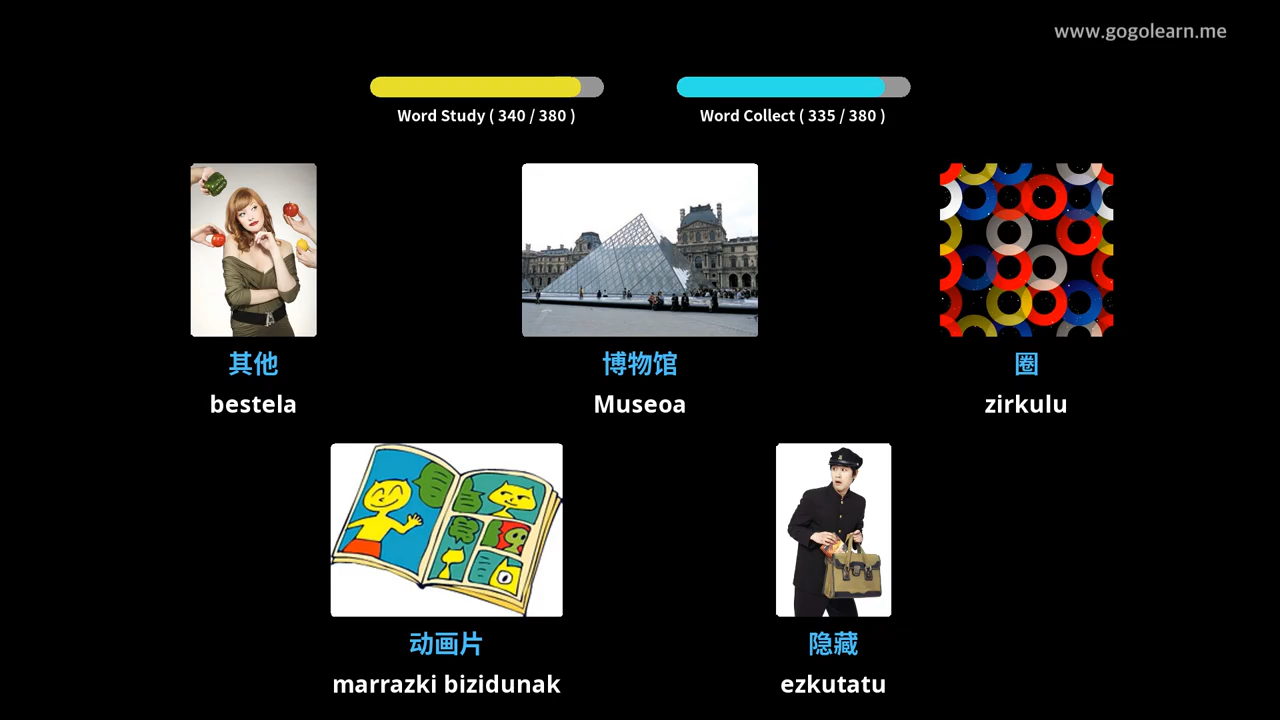 www.gogolearn.me
Word Study ( 340 / 380 )
Word Collect ( 335 / 380 )
其他
bestela
博物馆
Museoa
圈
zirkulu
动画片
marrazki bizidunak
隐藏
ezkutatu